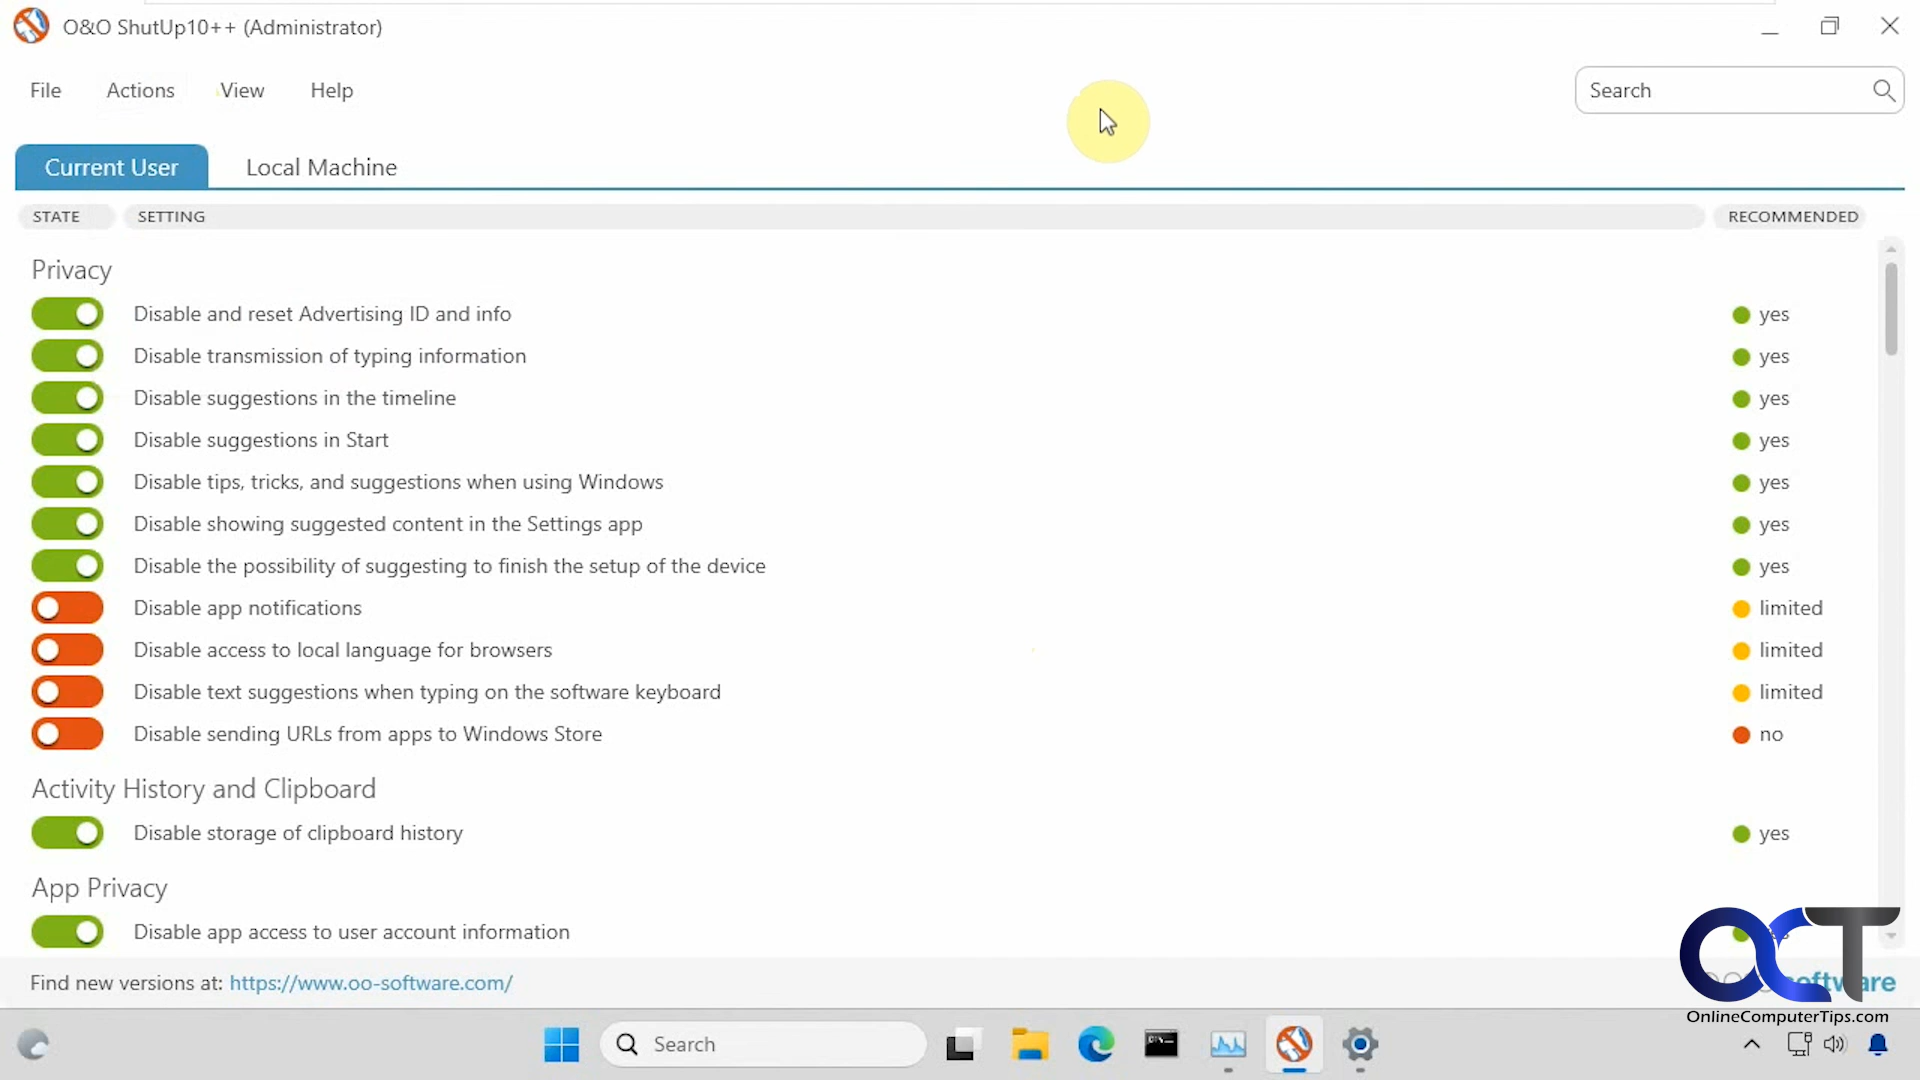 O&O ShutUp10++ (Administrator)
File Actions View Help
Search
Current User Local Machine
STATE SETTING RECOMMENDED
Privacy
Disable and reset Advertising ID and info yes
Disable transmission of typing information yes
Disable suggestions in the timeline yes
Disable suggestions in Start yes
Disable tips, tricks, and suggestions when using Windows yes
Disable showing suggested content in the Settings app yes
Disable the possibility of suggesting to finish the setup of the device yes
Disable app notifications limited
Disable access to local language for browsers limited
Disable text suggestions when typing on the software keyboard limited
Disable sending URLs from apps to Windows Store no
Activity History and Clipboard
Disable storage of clipboard history yes
App Privacy
Disable app access to user account information
Find new versions at: https://www.oo-software.com/
OCT
OnlineComputerTips.com
Search